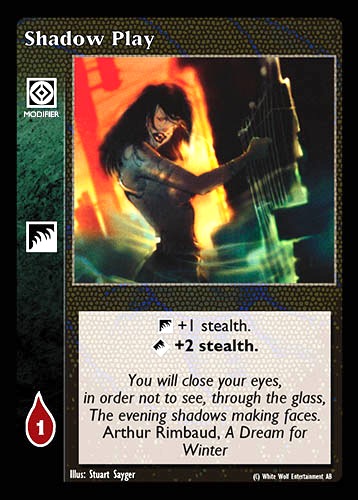 Shadow Play
MODIFIER
+1 stealth.
+2 stealth.
You will close your eyes,
in order not to see, through the glass,
The evening shadows making faces.
Arthur Rimbaud, A Dream for
Winter
1
Illus: Stuart Sayger
(C) White Wolf Entertainment AB